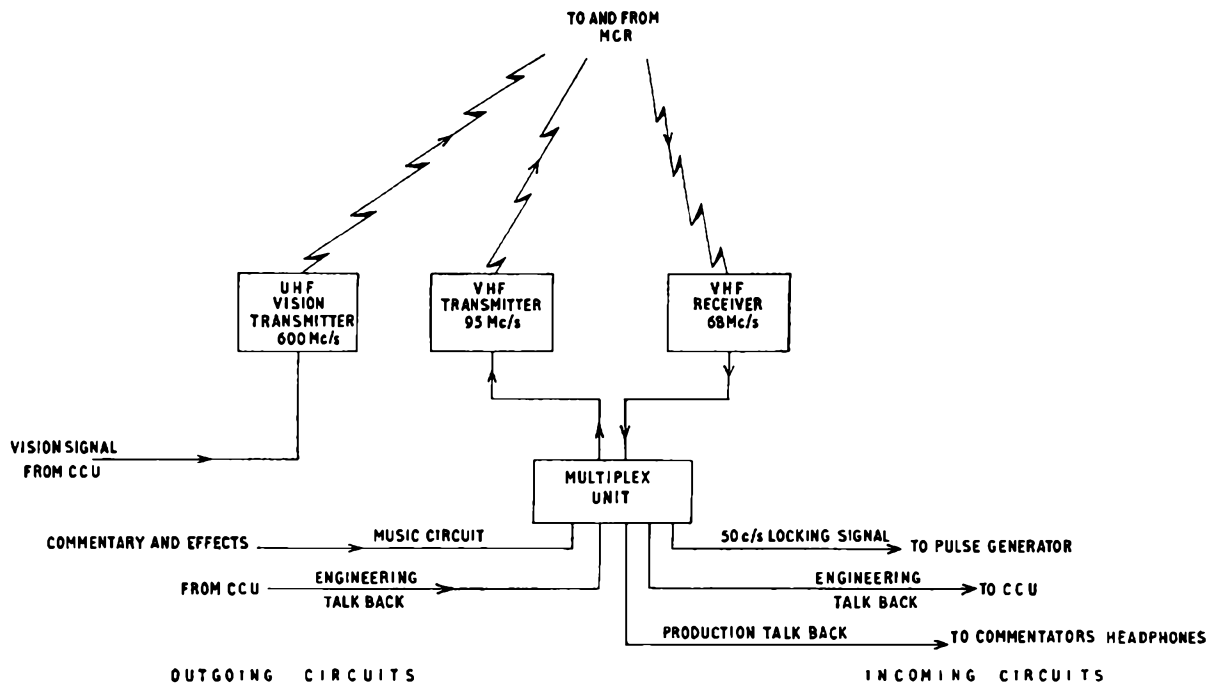 TO AND FROM
MCR
UHF
VISION
TRANSMITTER
600 Mc/s
VHF
TRANSMITTER
95 Mc/s
VHF
RECEIVER
68 Mc/s
VISION SIGNAL
FROM CCU
MULTIPLEX
UNIT
COMMENTARY AND EFFECTS
MUSIC CIRCUIT
50 c/s LOCKING SIGNAL
TO PULSE GENERATOR
FROM CCU
ENGINEERING
TALK BACK
ENGINEERING
TALK BACK
TO CCU
PRODUCTION TALK BACK
TO COMMENTATORS HEADPHONES
OUTGOING CIRCUITS
INCOMING CIRCUITS